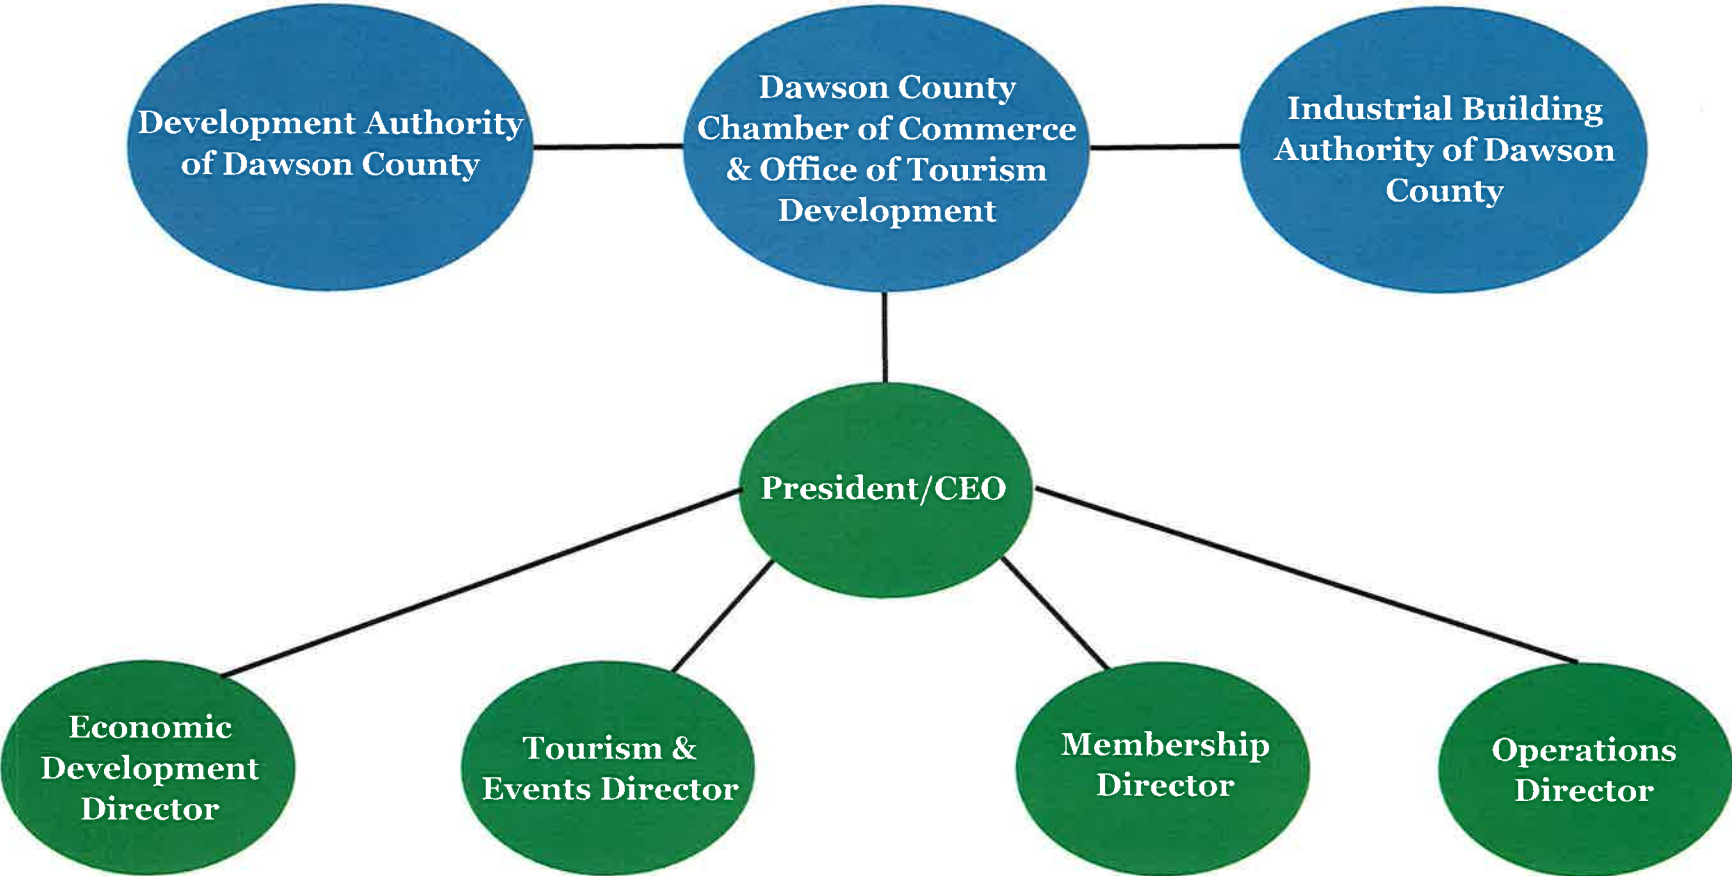 Development Authority
of Dawson County
Dawson County
Chamber of Commerce
& Office of Tourism
Development
Industrial Building
Authority of Dawson
County
President/CEO
Economic
Development
Director
Tourism &
Events Director
Membership
Director
Operations
Director